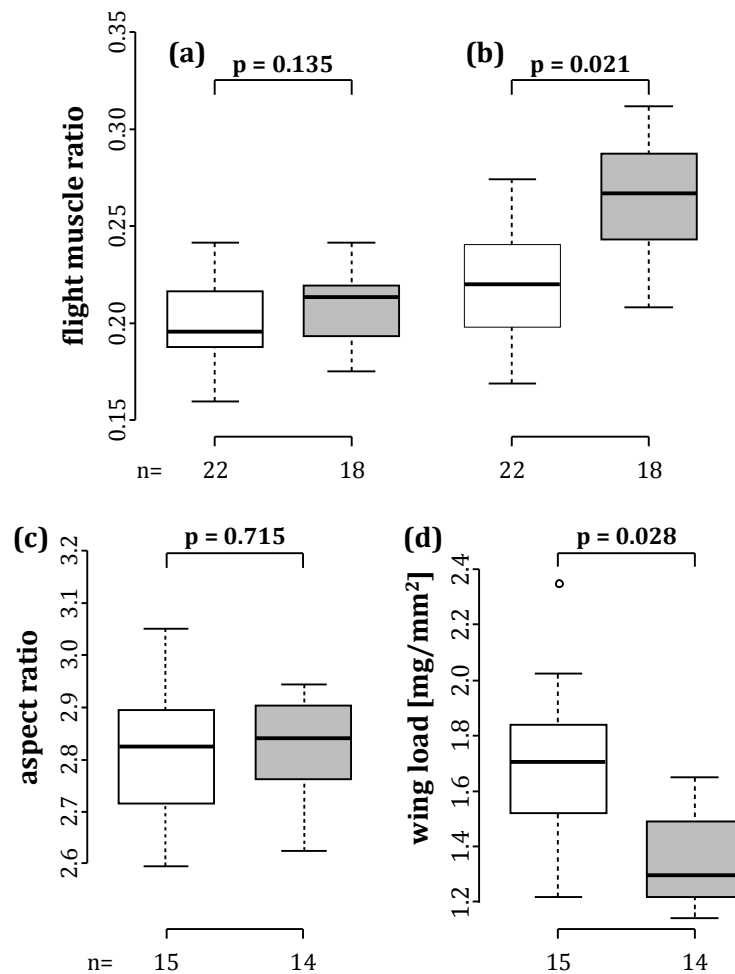 (a)
(b)
p = 0.135
p = 0.021
flight muscle ratio
0.35
0.30
0.25
0.20
0.15
n= 22 18 22 18
(c)
(d)
p = 0.715
p = 0.028
aspect ratio
3.2
3.1
3.0
2.9
2.8
2.7
2.6
wing load [mg/mm²]
2.4
2.2
2.0
1.8
1.6
1.4
1.2
n= 15 14 15 14